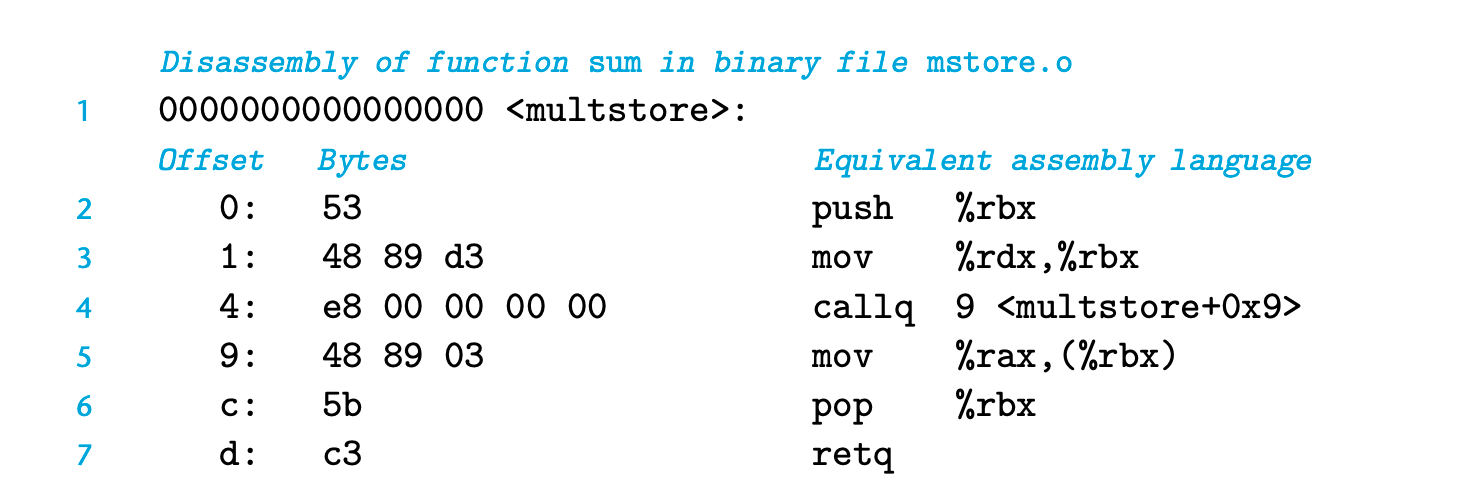 Disassembly of function sum in binary file mstore.o
1 0000000000000000 <multstore>:
Offset Bytes Equivalent assembly language
2 0: 53 push %rbx
3 1: 48 89 d3 mov %rdx,%rbx
4 4: e8 00 00 00 00 callq 9 <multstore+0x9>
5 9: 48 89 03 mov %rax,(%rbx)
6 c: 5b pop %rbx
7 d: c3 retq